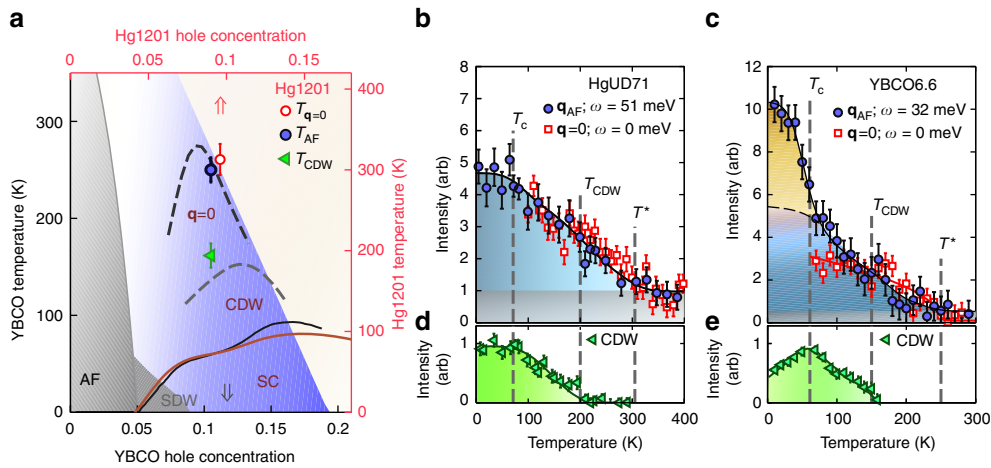 a
Hg1201 hole concentration
0 0.05 0.1 0.15
Hg1201
T_q=0
T_AF
T_CDW
q=0
CDW
AF
SDW
SC
YBCO temperature (K)
300
200
100
0
Hg1201 temperature (K)
400
300
200
100
0
0 0.05 0.1 0.15 0.2
YBCO hole concentration
b
HgUD71
q_AF; ω = 51 meV
q=0; ω = 0 meV
T_c
T_CDW
T*
Intensity (arb)
8
7
6
5
4
3
2
1
0
c
YBCO6.6
q_AF; ω = 32 meV
q=0; ω = 0 meV
T_c
T_CDW
T*
Intensity (arb)
12
10
8
6
4
2
0
d
CDW
Intensity
(arb)
1
0
0 100 200 300 400
Temperature (K)
e
CDW
Intensity
(arb)
1
0
0 100 200 300
Temperature (K)